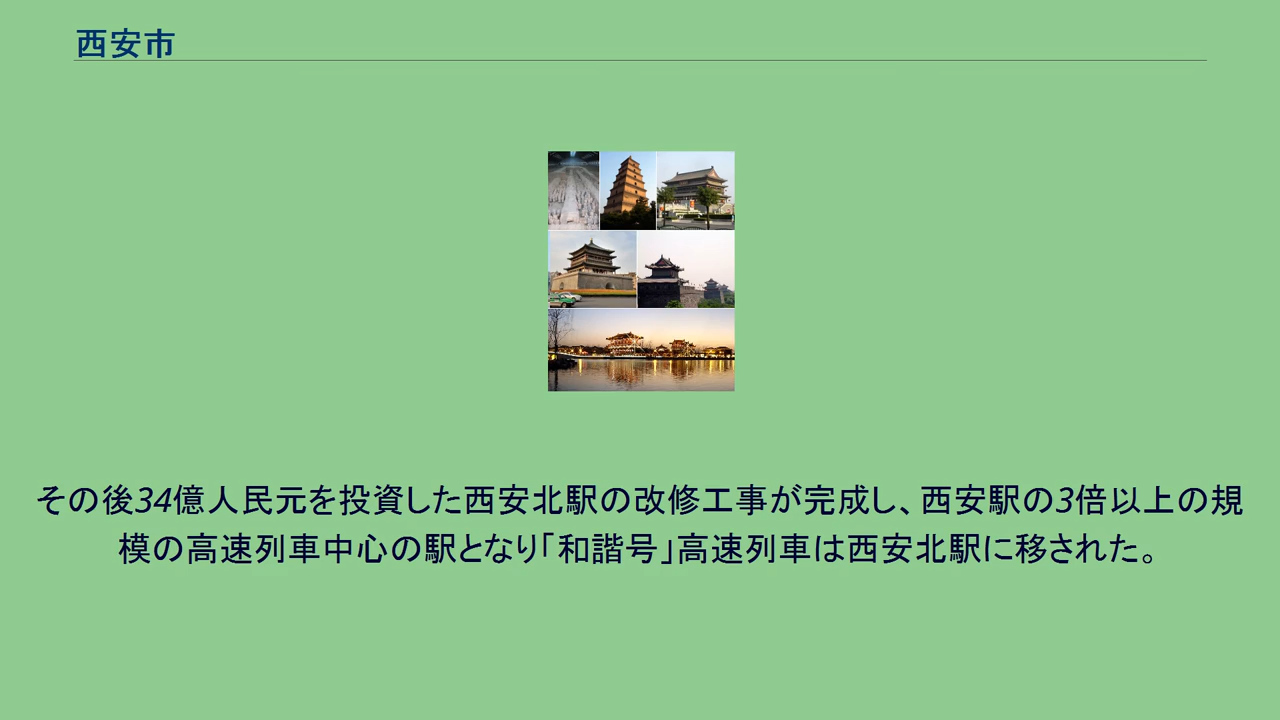 西安市
その後34億人民元を投資した西安北駅の改修工事が完成し、西安駅の3倍以上の規
模の高速列車中心の駅となり「和諧号」高速列車は西安北駅に移された。